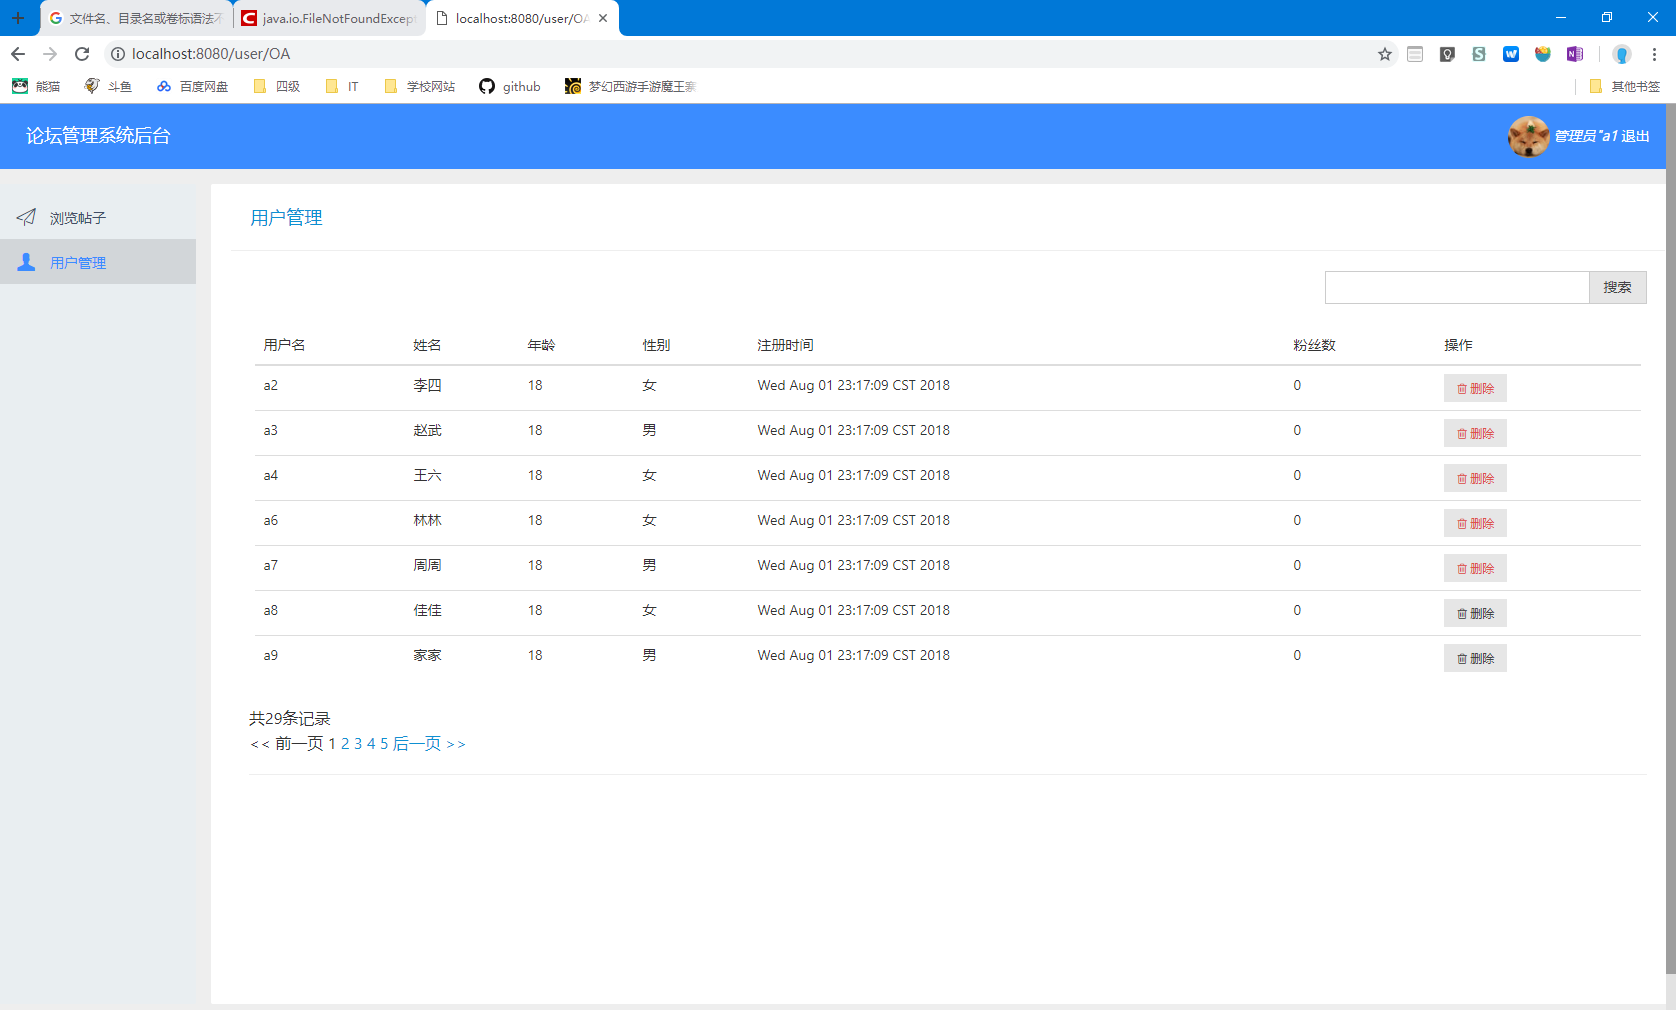 文件名、目录名或卷标语法不
java.io.FileNotFoundExcept
localhost:8080/user/OA
localhost:8080/user/OA
熊猫 斗鱼 百度网盘 四级 IT 学校网站 github 梦幻西游手游魔王寨 其他书签
论坛管理系统后台
管理员"a1 退出
浏览帖子
用户管理
用户管理
搜索
用户名 姓名 年龄 性别 注册时间 粉丝数 操作
a2 李四 18 女 Wed Aug 01 23:17:09 CST 2018 0 删除
a3 赵武 18 男 Wed Aug 01 23:17:09 CST 2018 0 删除
a4 王六 18 女 Wed Aug 01 23:17:09 CST 2018 0 删除
a6 林林 18 女 Wed Aug 01 23:17:09 CST 2018 0 删除
a7 周周 18 男 Wed Aug 01 23:17:09 CST 2018 0 删除
a8 佳佳 18 女 Wed Aug 01 23:17:09 CST 2018 0 删除
a9 家家 18 男 Wed Aug 01 23:17:09 CST 2018 0 删除
共29条记录
<< 前一页 1 2 3 4 5 后一页 >>